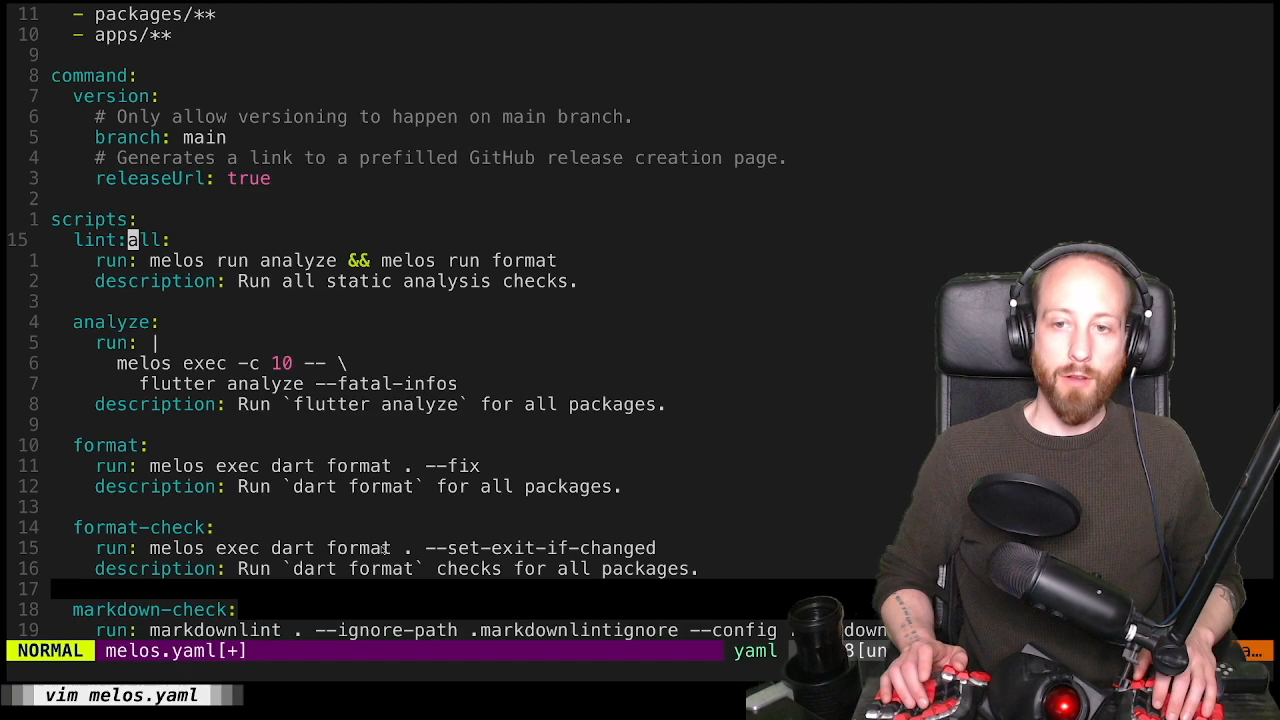 11 - packages/**
10 - apps/**
9
8 command:
7 version:
6 # Only allow versioning to happen on main branch.
5 branch: main
4 # Generates a link to a prefilled GitHub release creation page.
3 releaseUrl: true
2
1 scripts:
15 lint:all:
1 run: melos run analyze && melos run format
2 description: Run all static analysis checks.
3
4 analyze:
5 run: |
6 melos exec -c 10 -- \
7 flutter analyze --fatal-infos
8 description: Run `flutter analyze` for all packages.
9
10 format:
11 run: melos exec dart format . --fix
12 description: Run `dart format` for all packages.
13
14 format-check:
15 run: melos exec dart format . --set-exit-if-changed
16 description: Run `dart format` checks for all packages.
17
18 markdown-check:
19 run: markdownlint . --ignore-path .markdownlintignore --config
NORMAL melos.yaml[+] yaml
vim melos.yaml